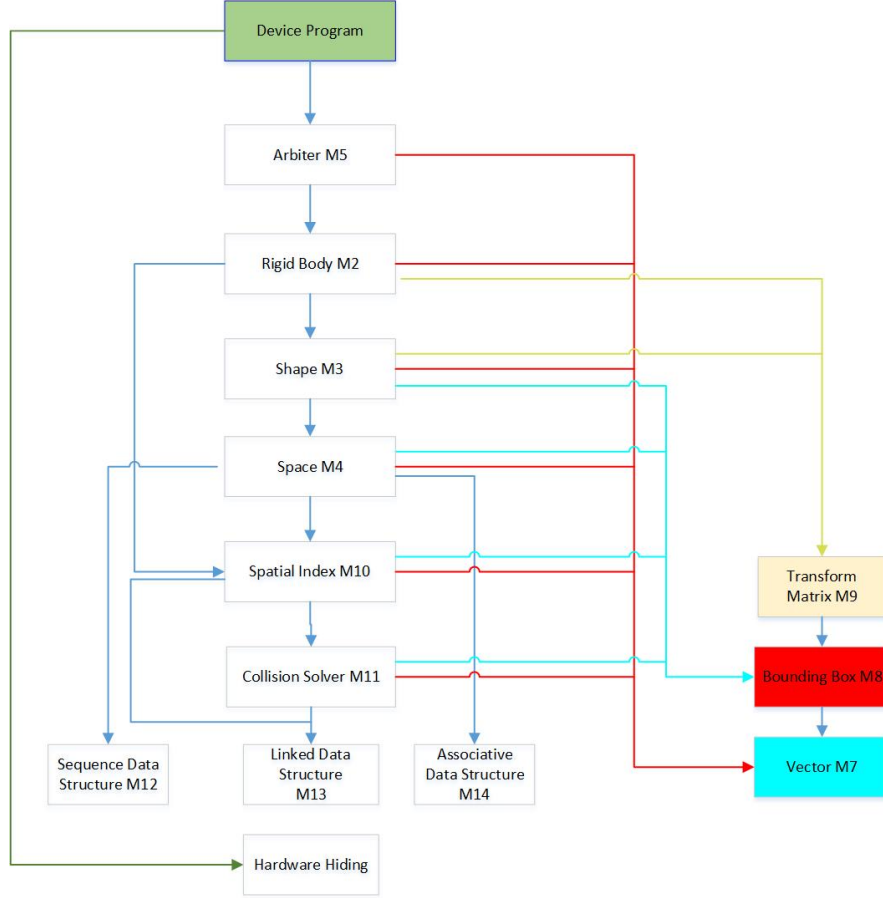 Device Program
Arbiter M5
Rigid Body M2
Shape M3
Space M4
Spatial Index M10
Transform
Matrix M9
Collision Solver M11
Bounding Box M8
Sequence Data
Structure M12
Linked Data
Structure
M13
Associative
Data Structure
M14
Vector M7
Hardware Hiding